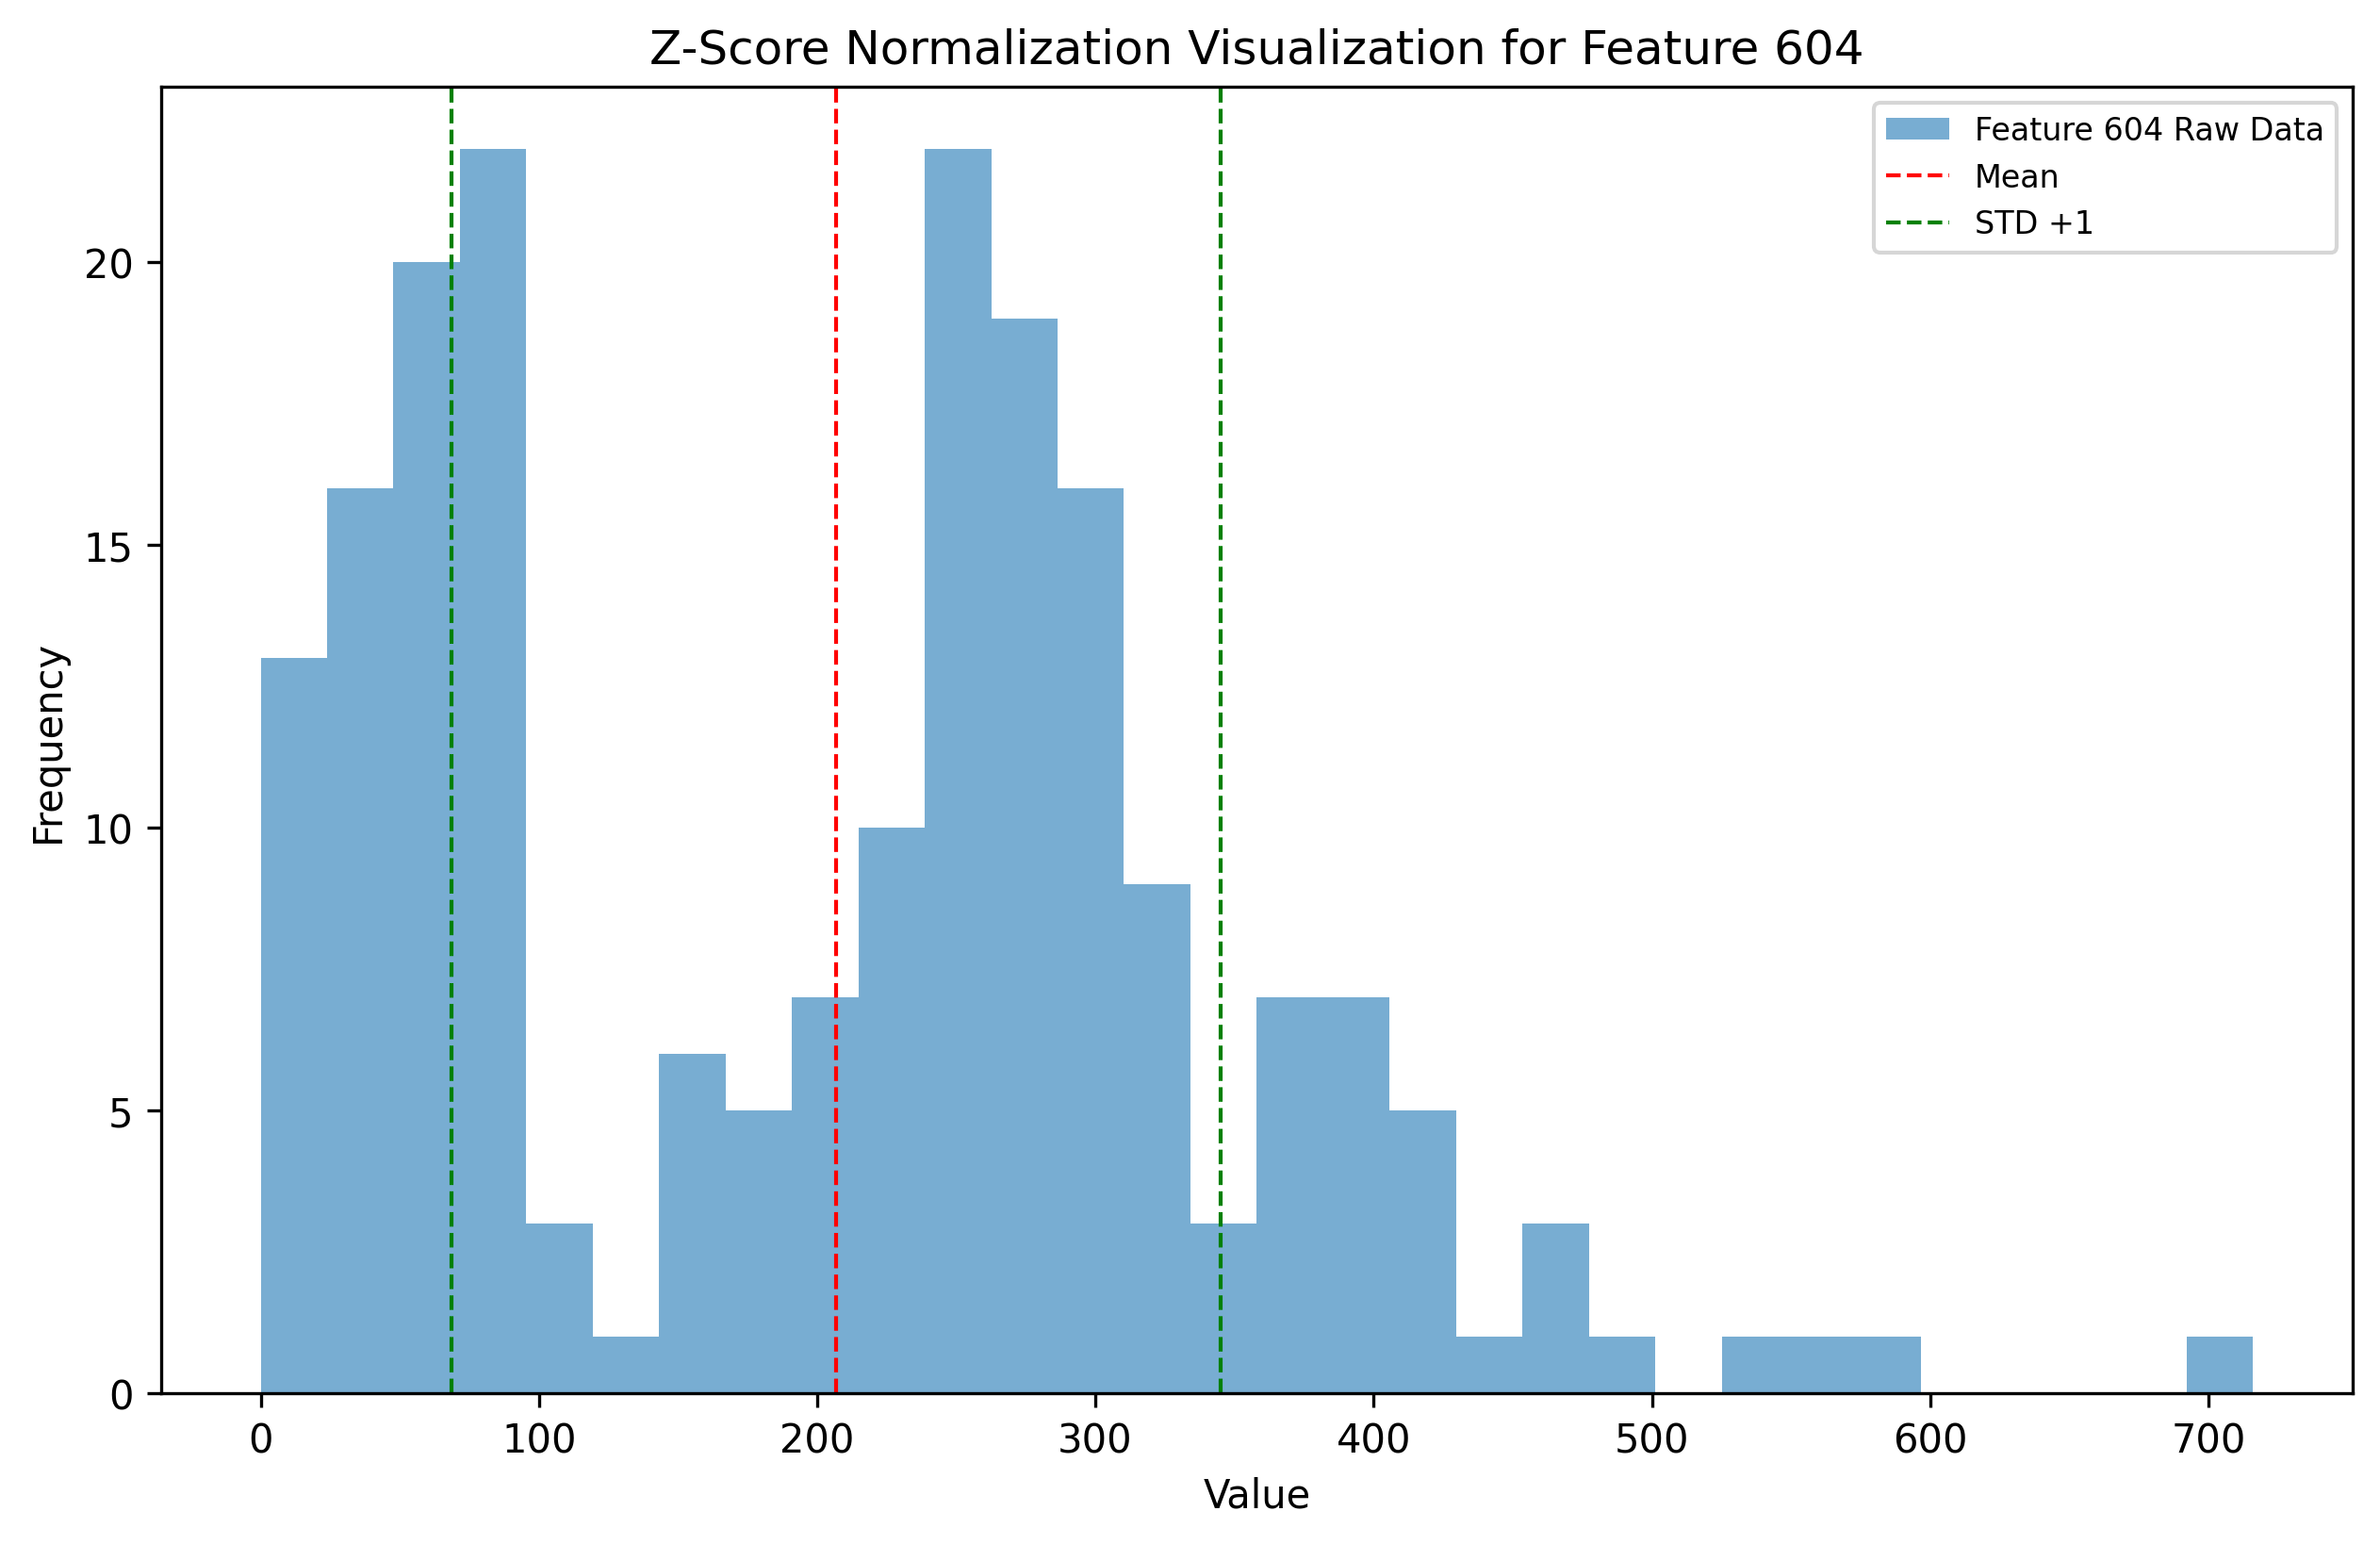 Z-Score Normalization Visualization for Feature 604
Feature 604 Raw Data
Mean
STD +1
20
15
10
5
0
Frequency
0 100 200 300 400 500 600 700
Value